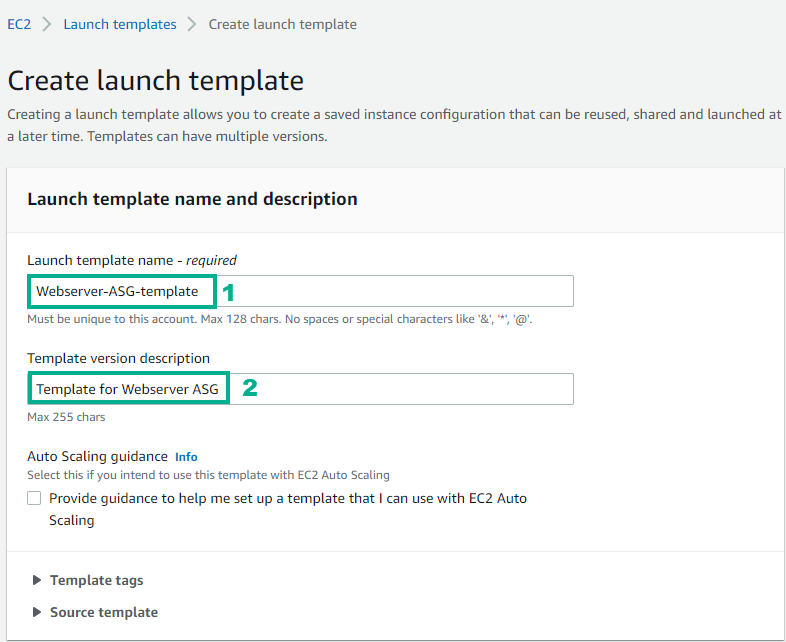 EC2 > Launch templates > Create launch template
Create launch template
Creating a launch template allows you to create a saved instance configuration that can be reused, shared and launched at
a later time. Templates can have multiple versions.
Launch template name and description
Launch template name - required
Webserver-ASG-template 1
Must be unique to this account. Max 128 chars. No spaces or special characters like '&', '*', '@'.
Template version description
Template for Webserver ASG 2
Max 255 chars
Auto Scaling guidance Info
Select this if you intend to use this template with EC2 Auto Scaling
Provide guidance to help me set up a template that I can use with EC2 Auto
Scaling
Template tags
Source template